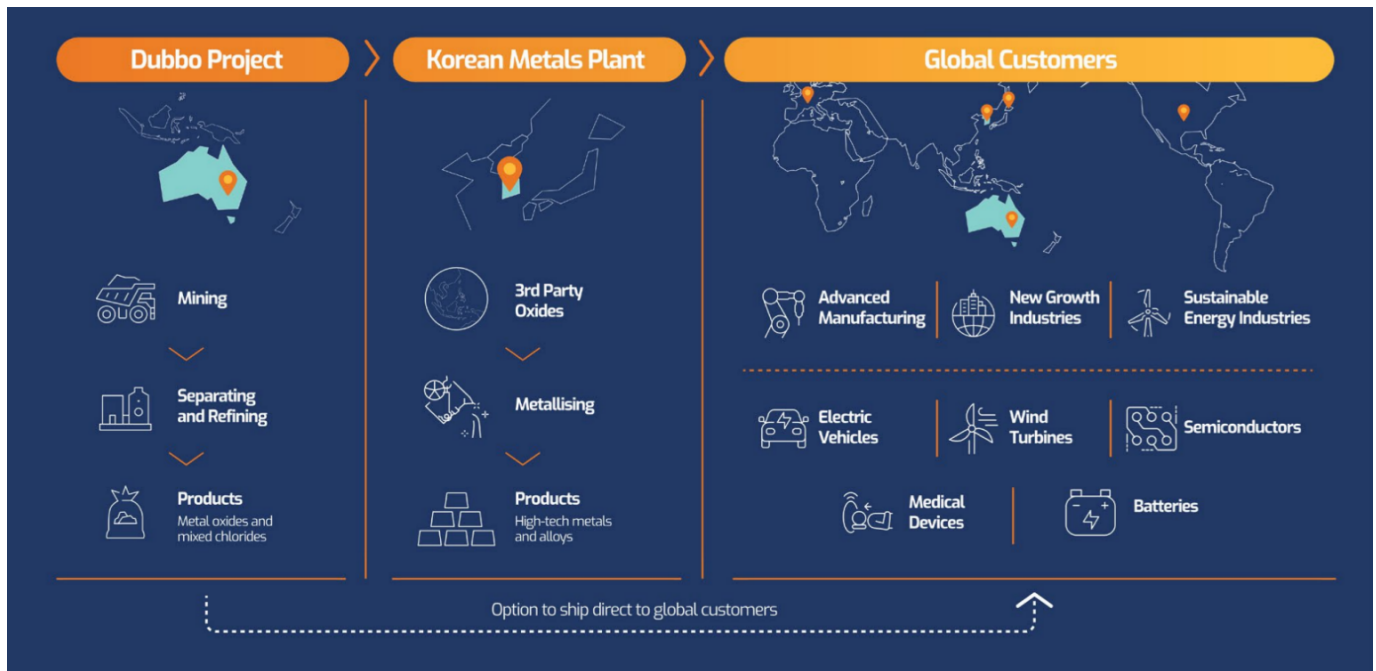 Dubbo Project
Korean Metals Plant
Global Customers
Mining
Separating
and Refining
Products
Metal oxides and
mixed chlorides
3rd Party
Oxides
Metallising
Products
High-tech metals
and alloys
Advanced
Manufacturing
New Growth
Industries
Sustainable
Energy Industries
Electric
Vehicles
Wind
Turbines
Semiconductors
Medical
Devices
Batteries
Option to ship direct to global customers